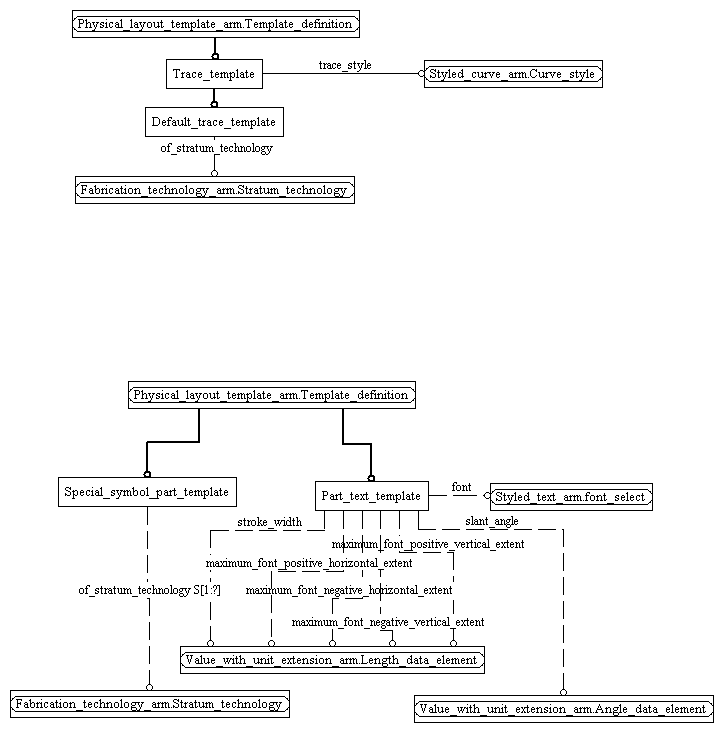 Physical_layout_template_arm.Template_definition
Trace_template
trace_style
Styled_curve_arm.Curve_style
Default_trace_template
of_stratum_technology
Fabrication_technology_arm.Stratum_technology
Physical_layout_template_arm.Template_definition
Special_symbol_part_template
Part_text_template
font
Styled_text_arm.font_select
stroke_width
slant_angle
maximum_font_positive_vertical_extent
maximum_font_positive_horizontal_extent
of_stratum_technology S[1:?]
maximum_font_negative_horizontal_extent
maximum_font_negative_vertical_extent
Value_with_unit_extension_arm.Length_data_element
Fabrication_technology_arm.Stratum_technology
Value_with_unit_extension_arm.Angle_data_element